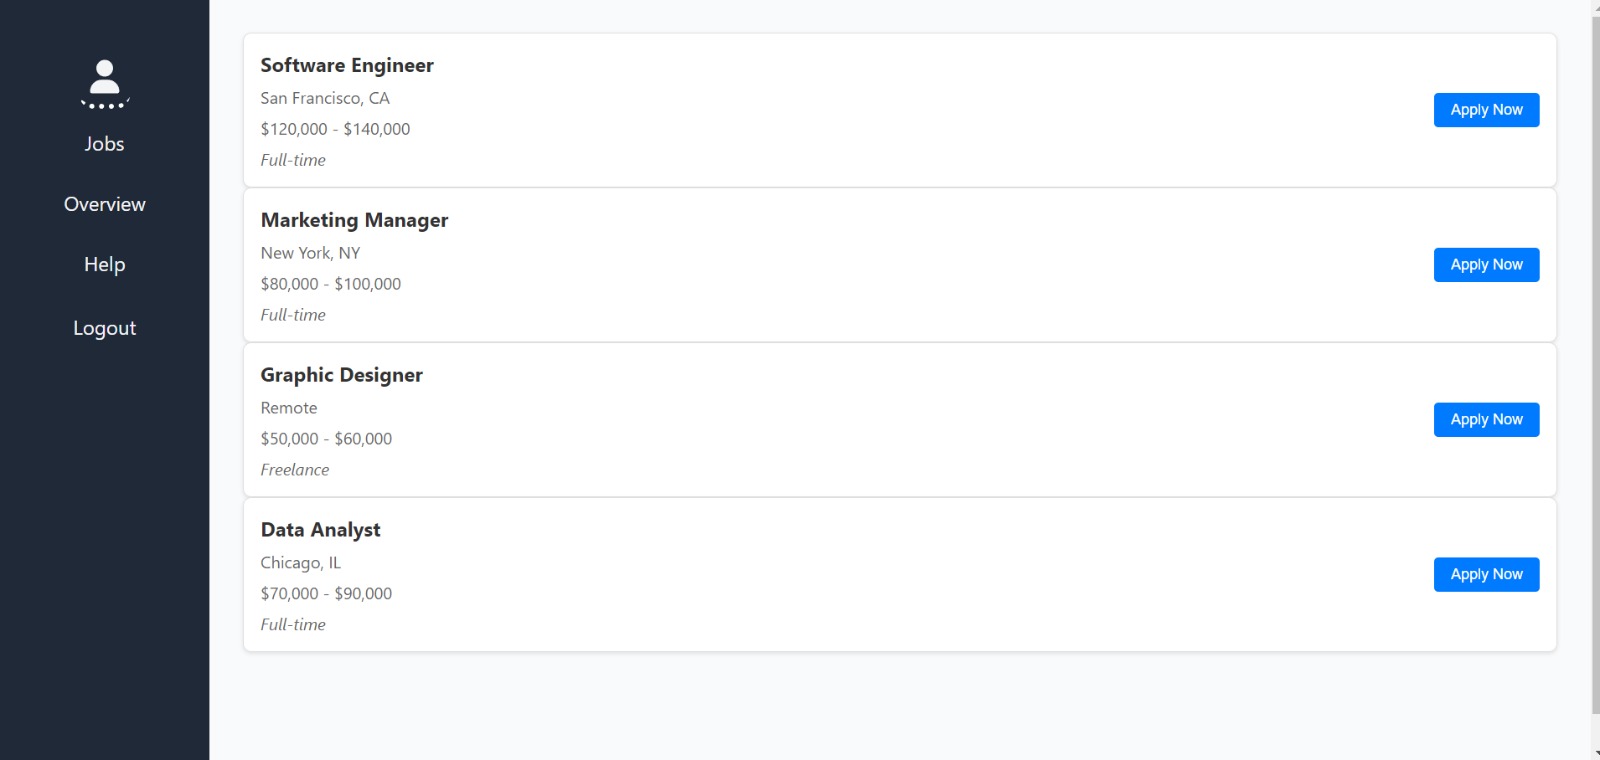 Jobs
Overview
Help
Logout
Software Engineer
San Francisco, CA
$120,000 - $140,000
Full-time
Apply Now
Marketing Manager
New York, NY
$80,000 - $100,000
Full-time
Apply Now
Graphic Designer
Remote
$50,000 - $60,000
Freelance
Apply Now
Data Analyst
Chicago, IL
$70,000 - $90,000
Full-time
Apply Now